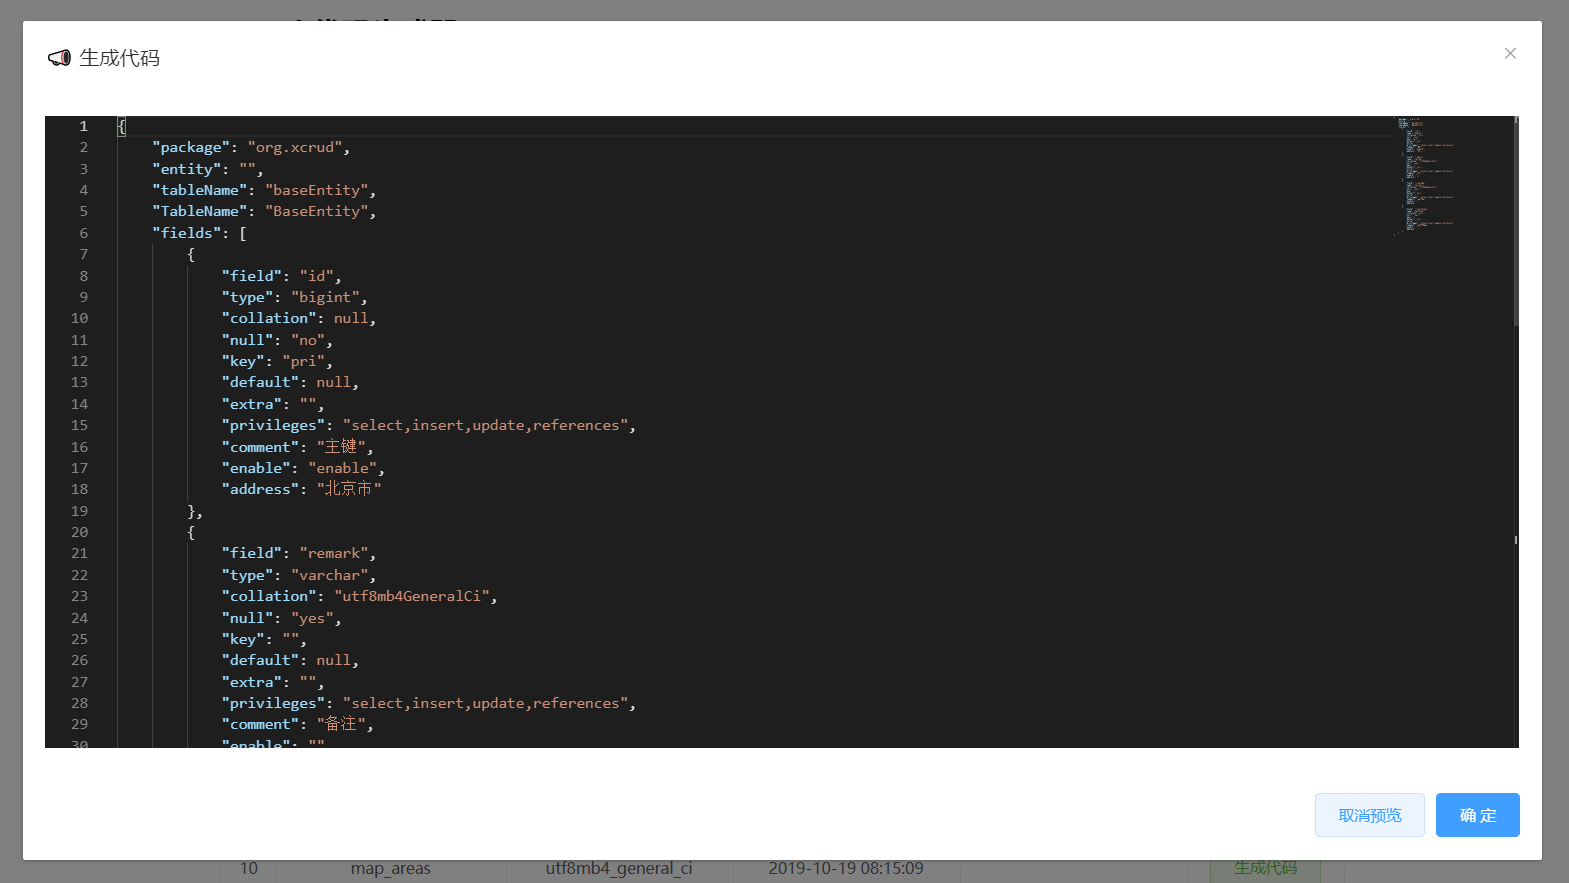 生成代码
1 {
2 "package": "org.xcrud",
3 "entity": "",
4 "tableName": "baseEntity",
5 "TableName": "BaseEntity",
6 "fields": [
7 {
8 "field": "id",
9 "type": "bigint",
10 "collation": null,
11 "null": "no",
12 "key": "pri",
13 "default": null,
14 "extra": "",
15 "privileges": "select,insert,update,references",
16 "comment": "主键",
17 "enable": "enable",
18 "address": "北京市"
19 },
20 {
21 "field": "remark",
22 "type": "varchar",
23 "collation": "utf8mb4GeneralCi",
24 "null": "yes",
25 "key": "",
26 "default": null,
27 "extra": "",
28 "privileges": "select,insert,update,references",
29 "comment": "备注",
30 "enable": ""
取消预览 确 定
10 map_areas utf8mb4_general_ci 2019-10-19 08:15:09 生成代码